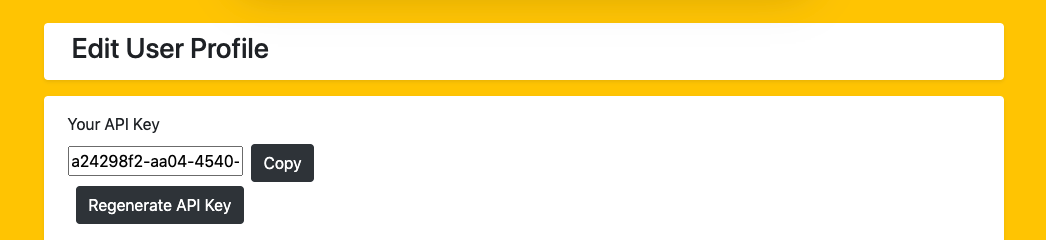 Edit User Profile
Your API Key
a24298f2-aa04-4540-
Copy
Regenerate API Key